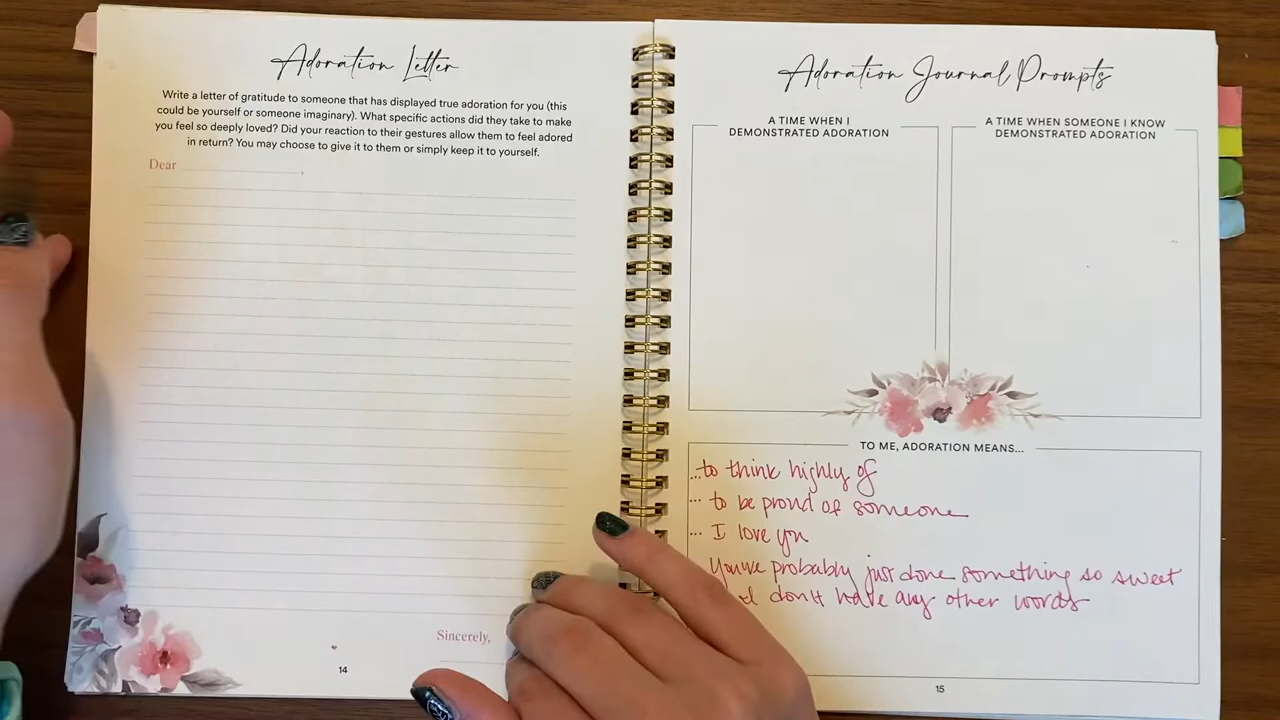 Adoration Letter
Write a letter of gratitude to someone that has displayed true adoration for you (this
could be yourself or someone imaginary). What specific actions did they take to make
you feel so deeply loved? Did your reaction to their gestures allow them to feel adored
in return? You may choose to give it to them or simply keep it to yourself.
Dear
Sincerely,
14
Adoration Journal Prompts
A TIME WHEN I
DEMONSTRATED ADORATION
A TIME WHEN SOMEONE I KNOW
DEMONSTRATED ADORATION
TO ME, ADORATION MEANS...
...to think highly of
... to be proud of someone
... I love you
You've probably just done something so sweet
I don't have any other words
15